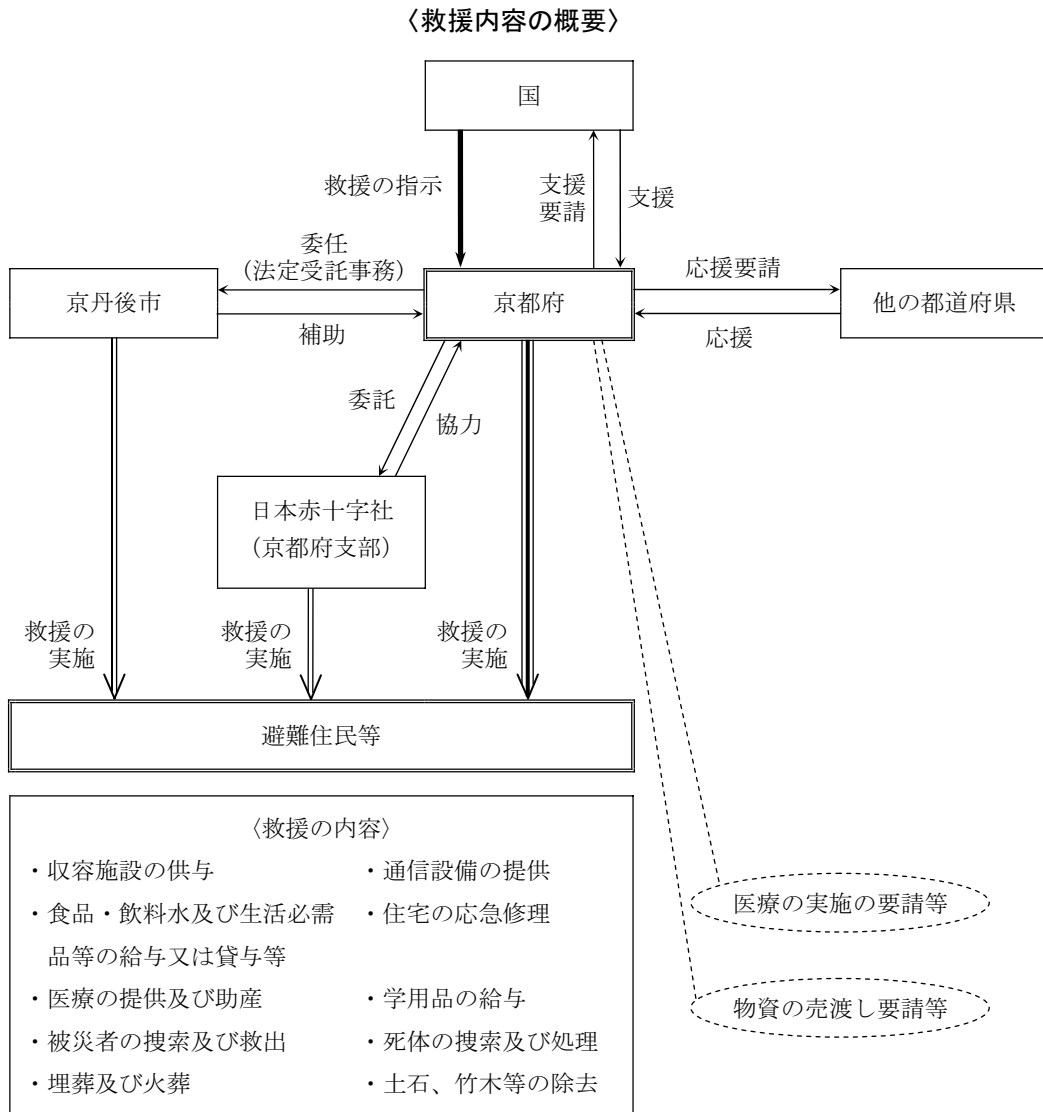 〈救援内容の概要〉
国
救援の指示
支援
要請
支援
委任
（法定受託事務）
応援要請
京丹後市
京都府
他の都道府県
補助
応援
委託
協力
日本赤十字社
（京都府支部）
救援の
実施
救援の
実施
救援の
実施
避難住民等
〈救援の内容〉
・収容施設の供与
・通信設備の提供
・食品・飲料水及び生活必需
品等の給与又は貸与等
・住宅の応急修理
・医療の提供及び助産
・学用品の給与
・被災者の捜索及び救出
・死体の捜索及び処理
・埋葬及び火葬
・土石、竹木等の除去
医療の実施の要請等
物資の売渡し要請等